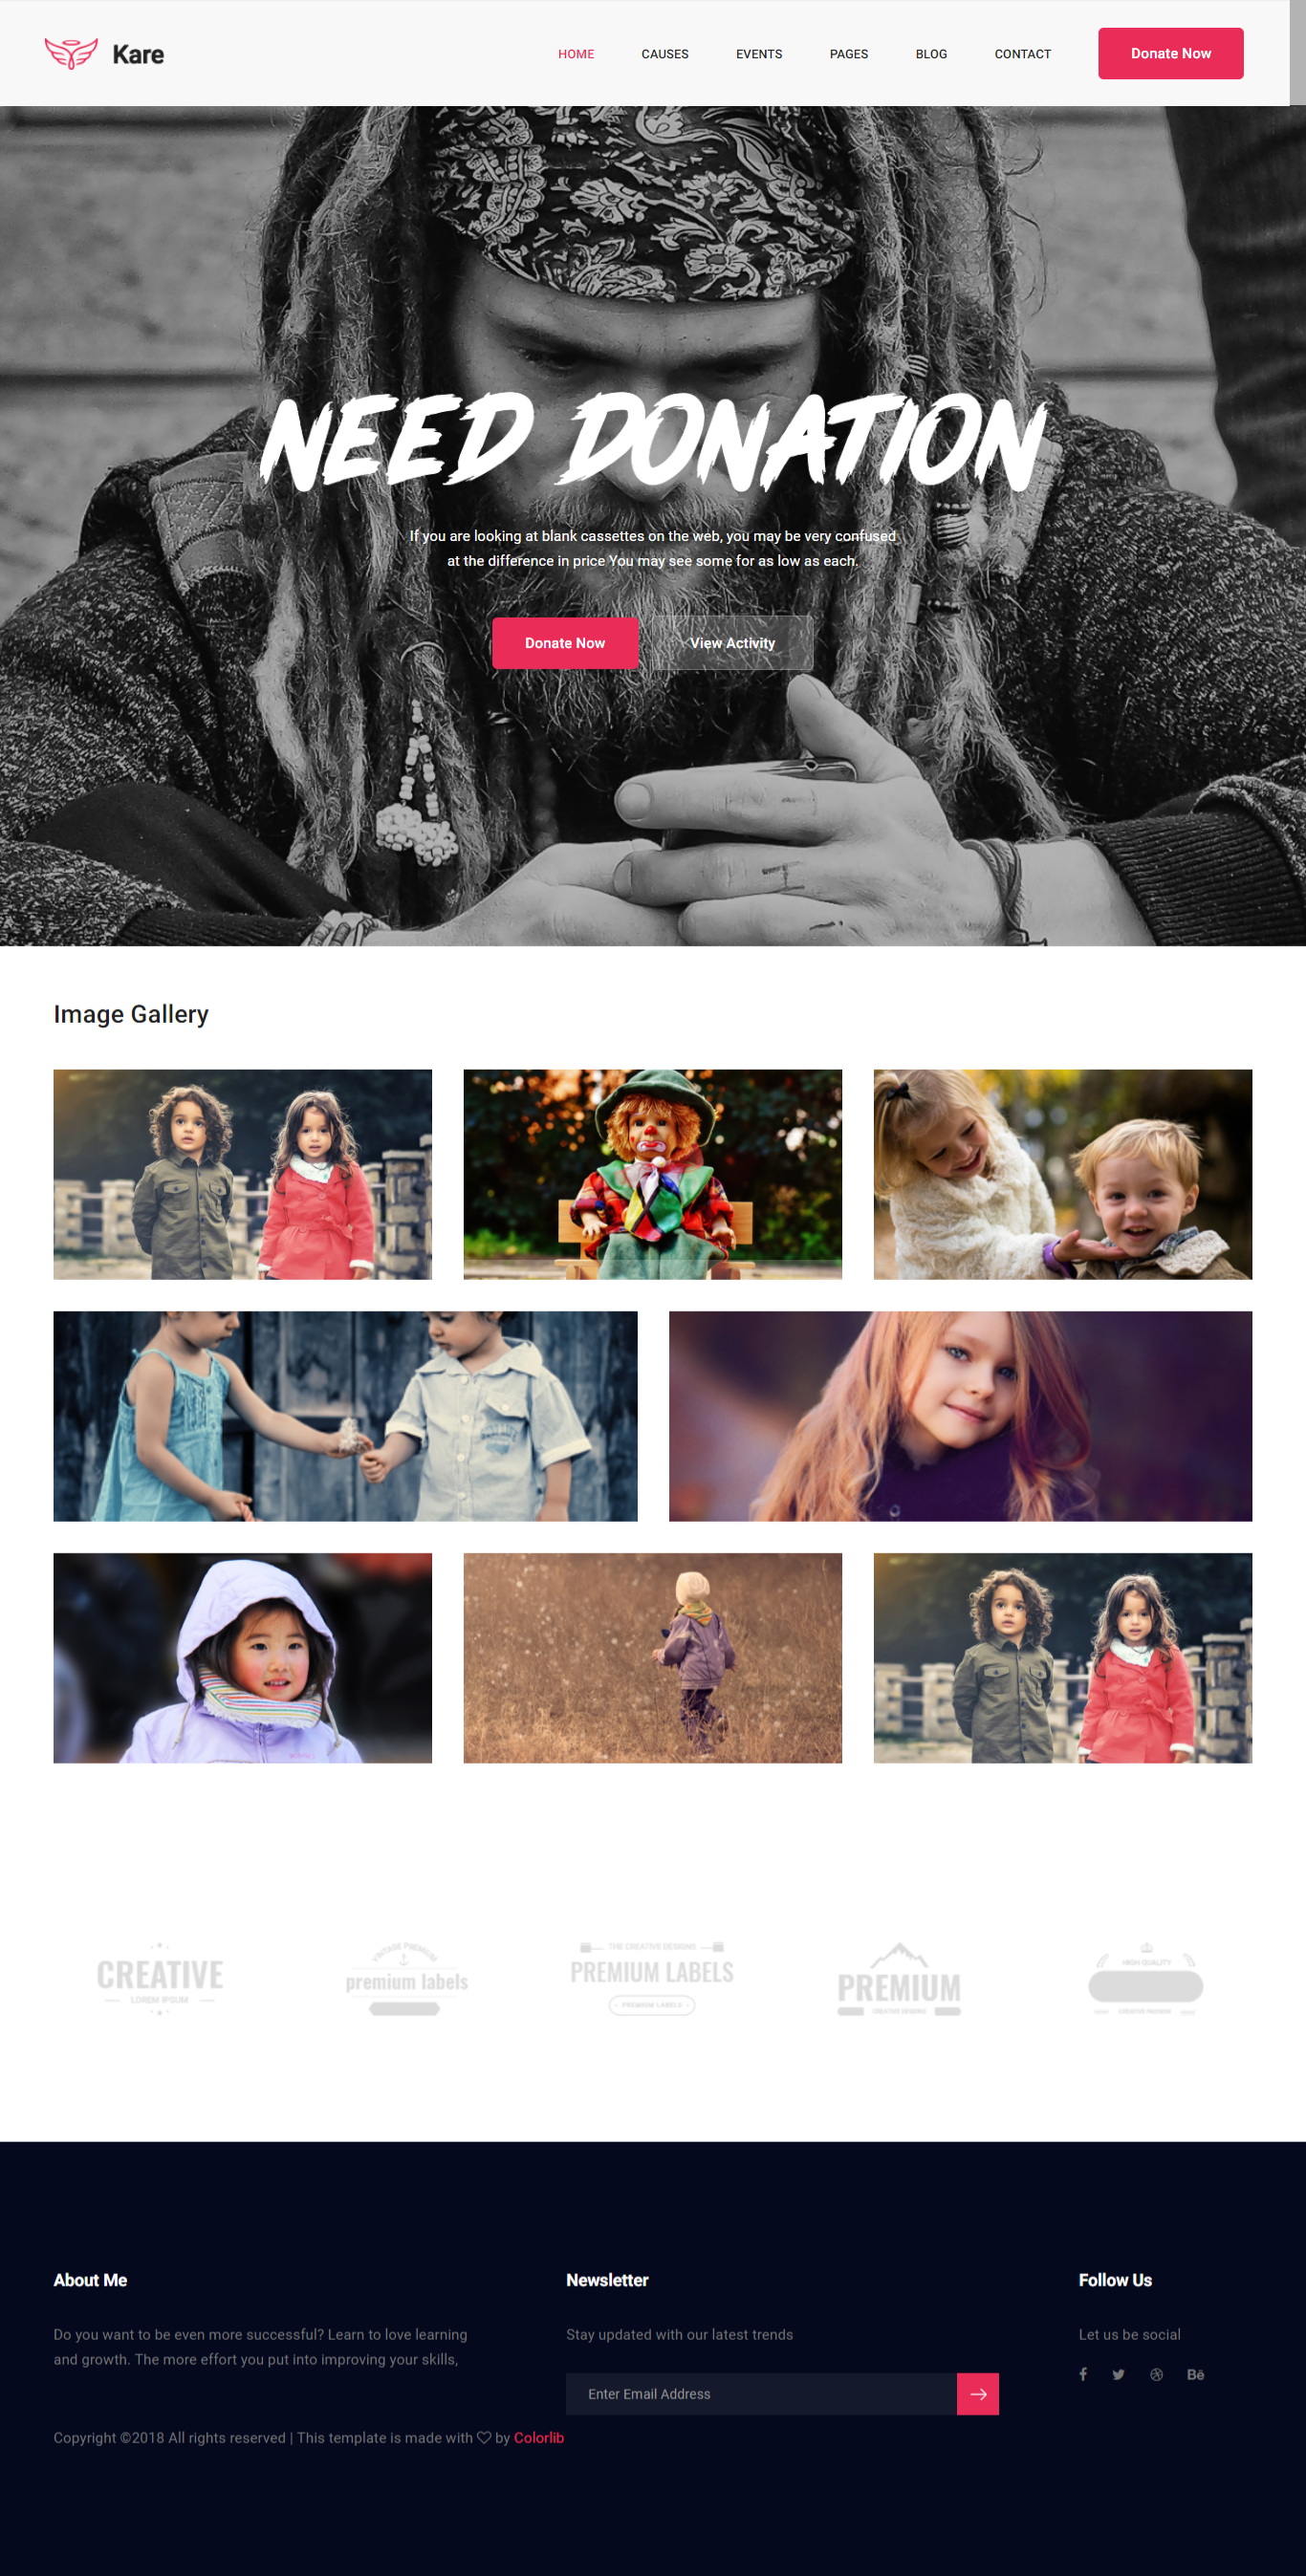 Kare
HOME CAUSES EVENTS PAGES BLOG CONTACT Donate Now
NEED DONATION
If you are looking at blank cassettes on the web, you may be very confused
at the difference in price You may see some for as low as each.
Donate Now View Activity
Image Gallery
CREATIVE
LOREM IPSUM
VINTAGE PREMIUM
premium labels
THE CREATIVE DESIGNS
PREMIUM LABELS
PREMIUM LABELS
PREMIUM
CREATIVE DESIGNS
HIGH QUALITY
About Me
Do you want to be even more successful? Learn to love learning
and growth. The more effort you put into improving your skills,
Newsletter
Stay updated with our latest trends
Enter Email Address
Follow Us
Let us be social
Copyright ©2018 All rights reserved | This template is made with ♡ by Colorlib